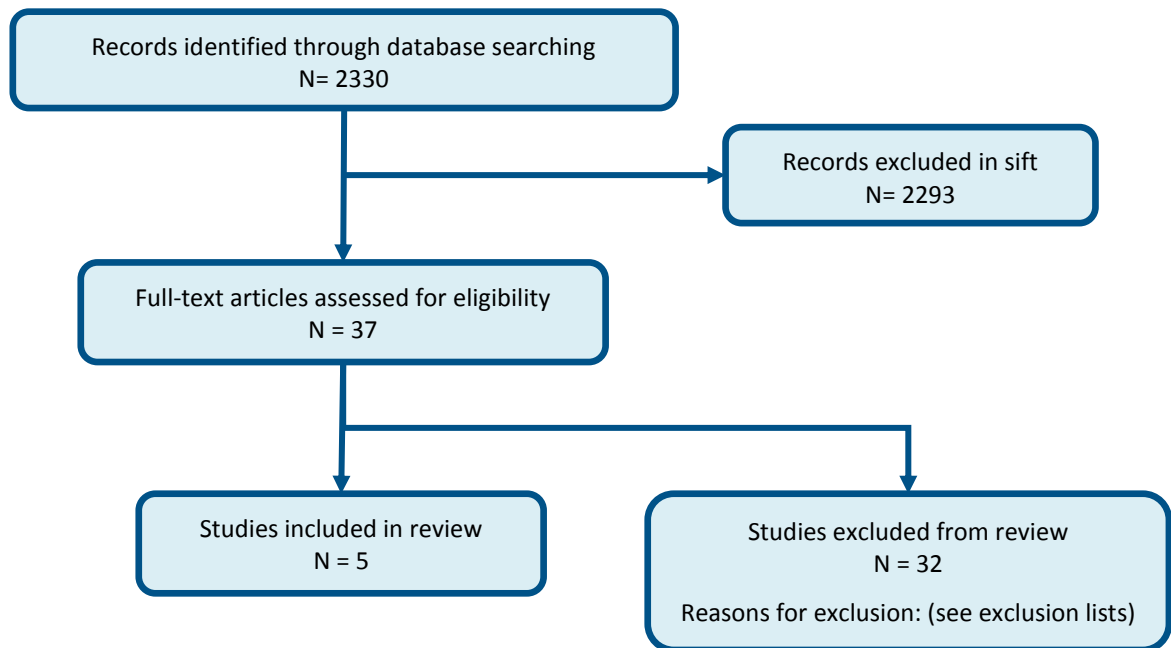 Records identified through database searching
N= 2330
Records excluded in sift
N= 2293
Full-text articles assessed for eligibility
N = 37
Studies included in review
N = 5
Studies excluded from review
N = 32
Reasons for exclusion: (see exclusion lists)